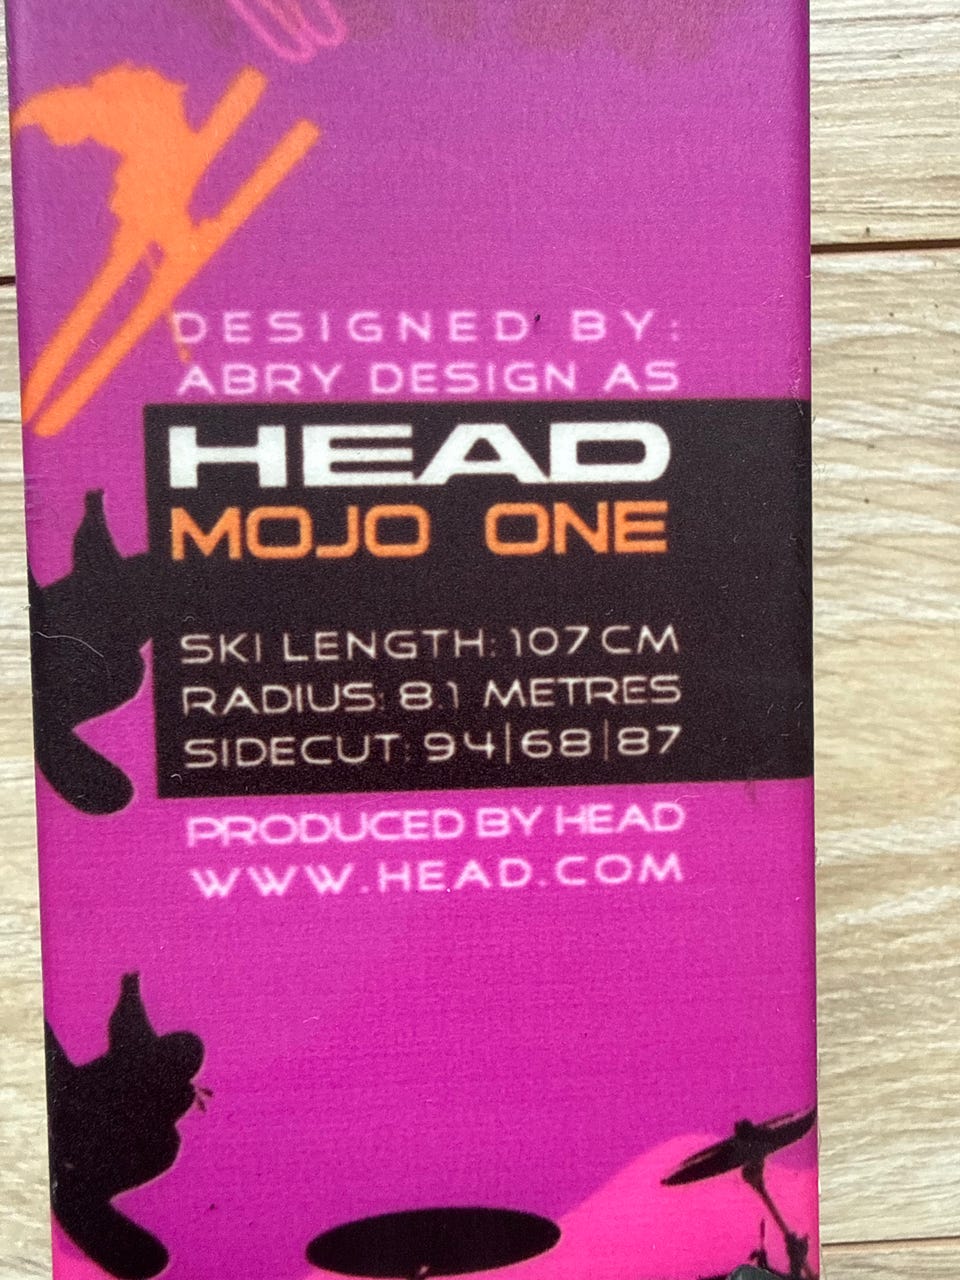 DESIGNED BY:
ABRY DESIGN AS
HEAD
MOJO ONE
SKI LENGTH: 107 CM
RADIUS: 8.1 METRES
SIDECUT: 94|68|87
PRODUCED BY HEAD
WWW.HEAD.COM